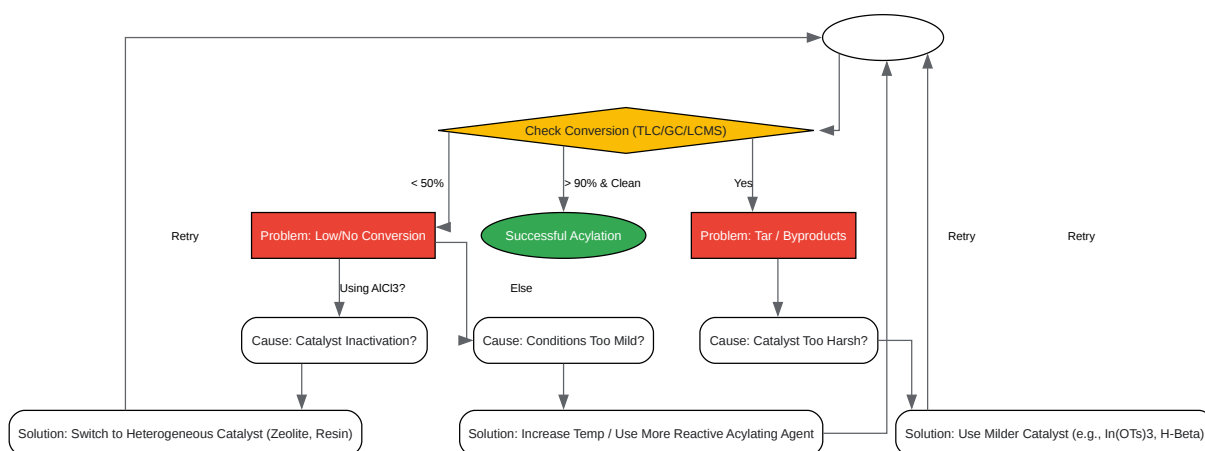 Check Conversion (TLC/GC/LCMS)
< 50%
> 90% & Clean
Yes
Problem: Low/No Conversion
Successful Acylation
Problem: Tar / Byproducts
Retry
Retry
Retry
Using AlCl3?
Else
Cause: Catalyst Inactivation?
Cause: Conditions Too Mild?
Cause: Catalyst Too Harsh?
Solution: Switch to Heterogeneous Catalyst (Zeolite, Resin)
Solution: Increase Temp / Use More Reactive Acylating Agent
Solution: Use Milder Catalyst (e.g., In(OTs)3, H-Beta)